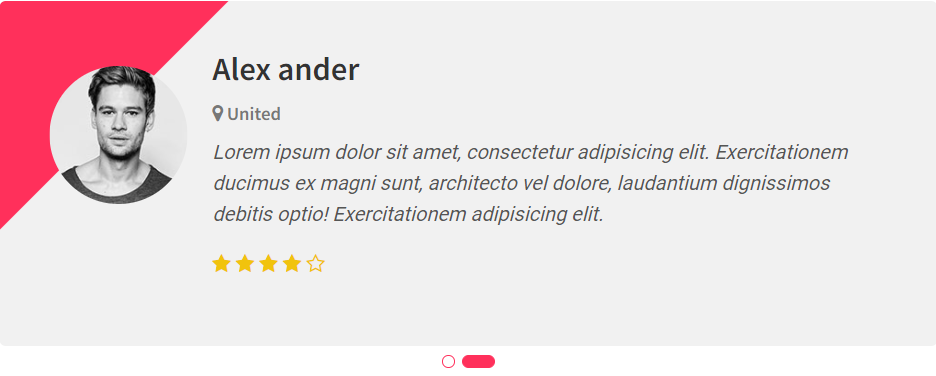 Alex ander
United
Lorem ipsum dolor sit amet, consectetur adipisicing elit. Exercitationem
ducimus ex magni sunt, architecto vel dolore, laudantium dignissimos
debitis optio! Exercitationem adipisicing elit.